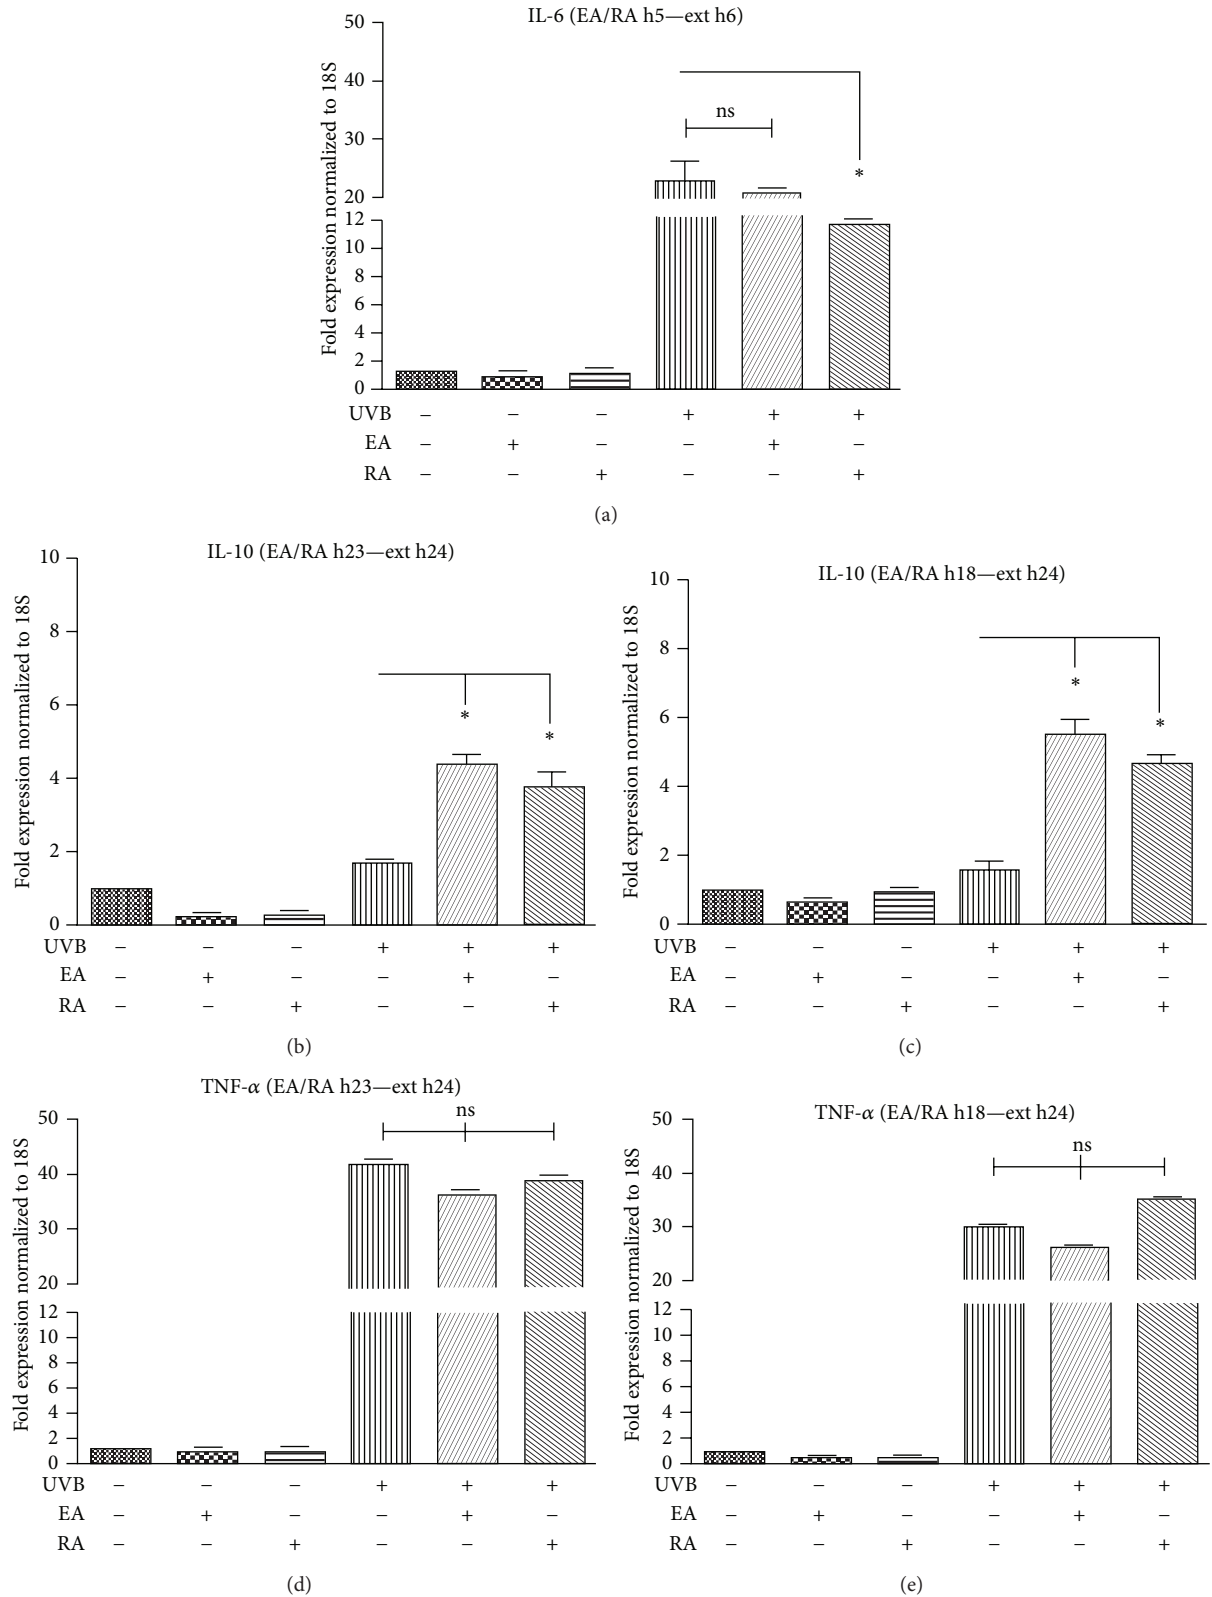 IL-6 (EA/RA h5—ext h6)
Fold expression normalized to 18S
50
40
30
20
12
10
8
6
4
2
0
ns
*
UVB − − − + + +
EA − + − − + −
RA − − + − − +
(a)
IL-10 (EA/RA h23—ext h24)
Fold expression normalized to 18S
10
8
6
4
2
0
* *
UVB − − − + + +
EA − + − − + −
RA − − + − − +
(b)
IL-10 (EA/RA h18—ext h24)
Fold expression normalized to 18S
10
8
6
4
2
0
* *
UVB − − − + + +
EA − + − − + −
RA − − + − − +
(c)
TNF-α (EA/RA h23—ext h24)
Fold expression normalized to 18S
50
40
30
20
12
10
8
6
4
2
0
ns
UVB − − − + + +
EA − + − − + −
RA − − + − − +
(d)
TNF-α (EA/RA h18—ext h24)
Fold expression normalized to 18S
50
40
30
20
12
10
8
6
4
2
0
ns
UVB − − − + + +
EA − + − − + −
RA − − + − − +
(e)